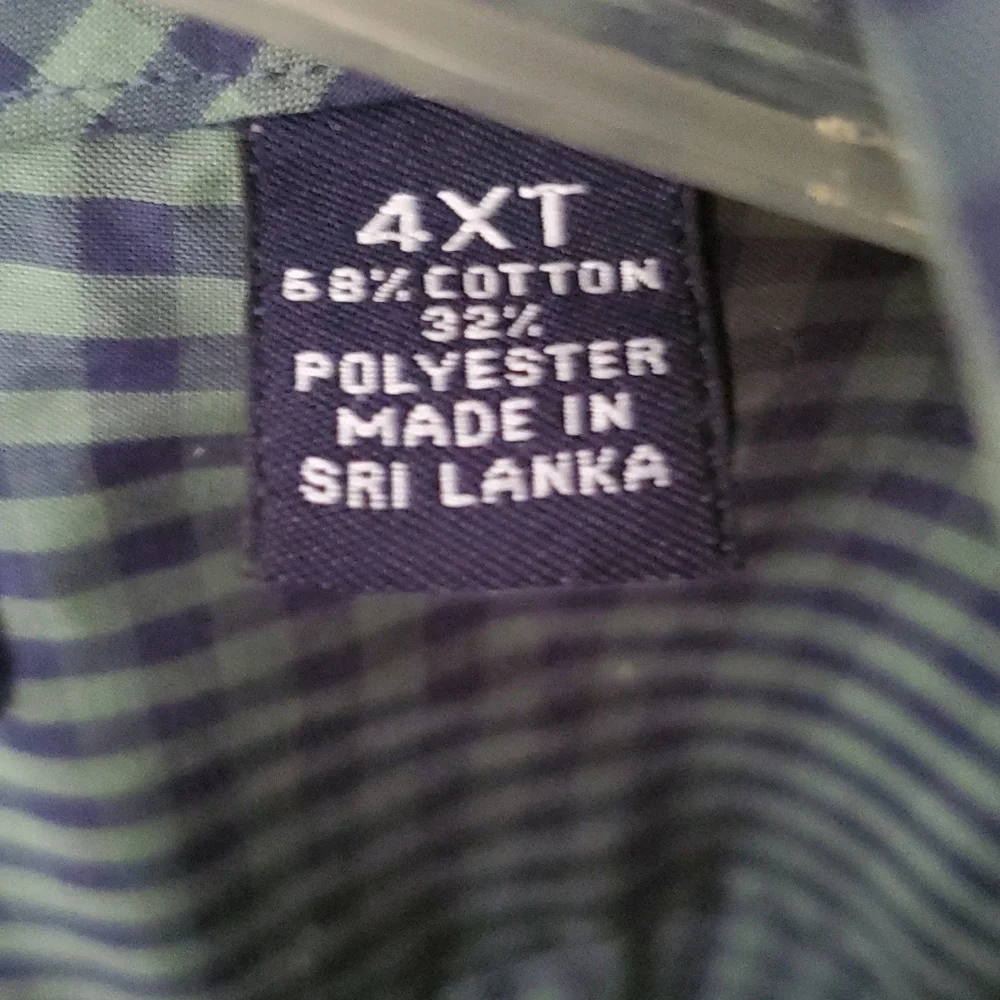 4XT
68% COTTON
32%
POLYESTER
MADE IN
SRI LANKA